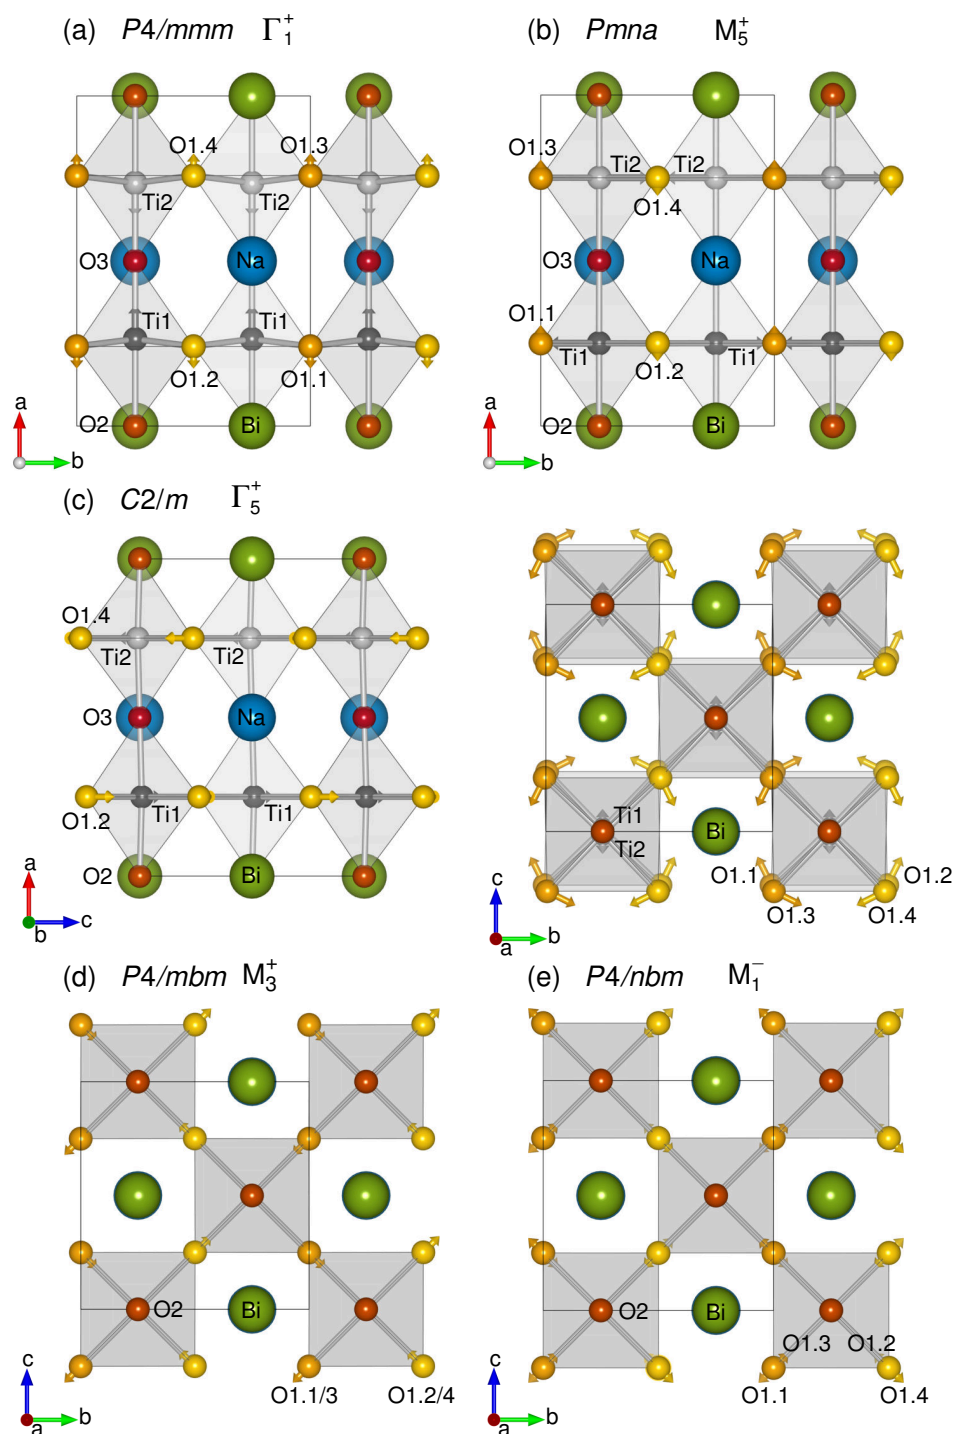 (a) P4/mmm Γ₁⁺
O1.4 O1.3
Ti2 Ti2
O3 Na
Ti1 Ti1
O1.2 O1.1
O2 Bi
a
b
(b) Pmna M₅⁺
O1.3
Ti2 Ti2
O1.4
O3 Na
O1.1
Ti1 Ti1
O1.2
O2 Bi
a
b
(c) C2/m Γ₅⁺
O1.4
Ti2 Ti2
O3 Na
O1.2 Ti1 Ti1
O2 Bi
a
b c
Ti1
Ti2 Bi
O1.1 O1.2
O1.3 O1.4
c
a b
(d) P4/mbm M₃⁺
O2 Bi
O1.1/3 O1.2/4
c
a b
(e) P4/nbm M₁⁻
O2 Bi
O1.3 O1.2
O1.1 O1.4
c
a b